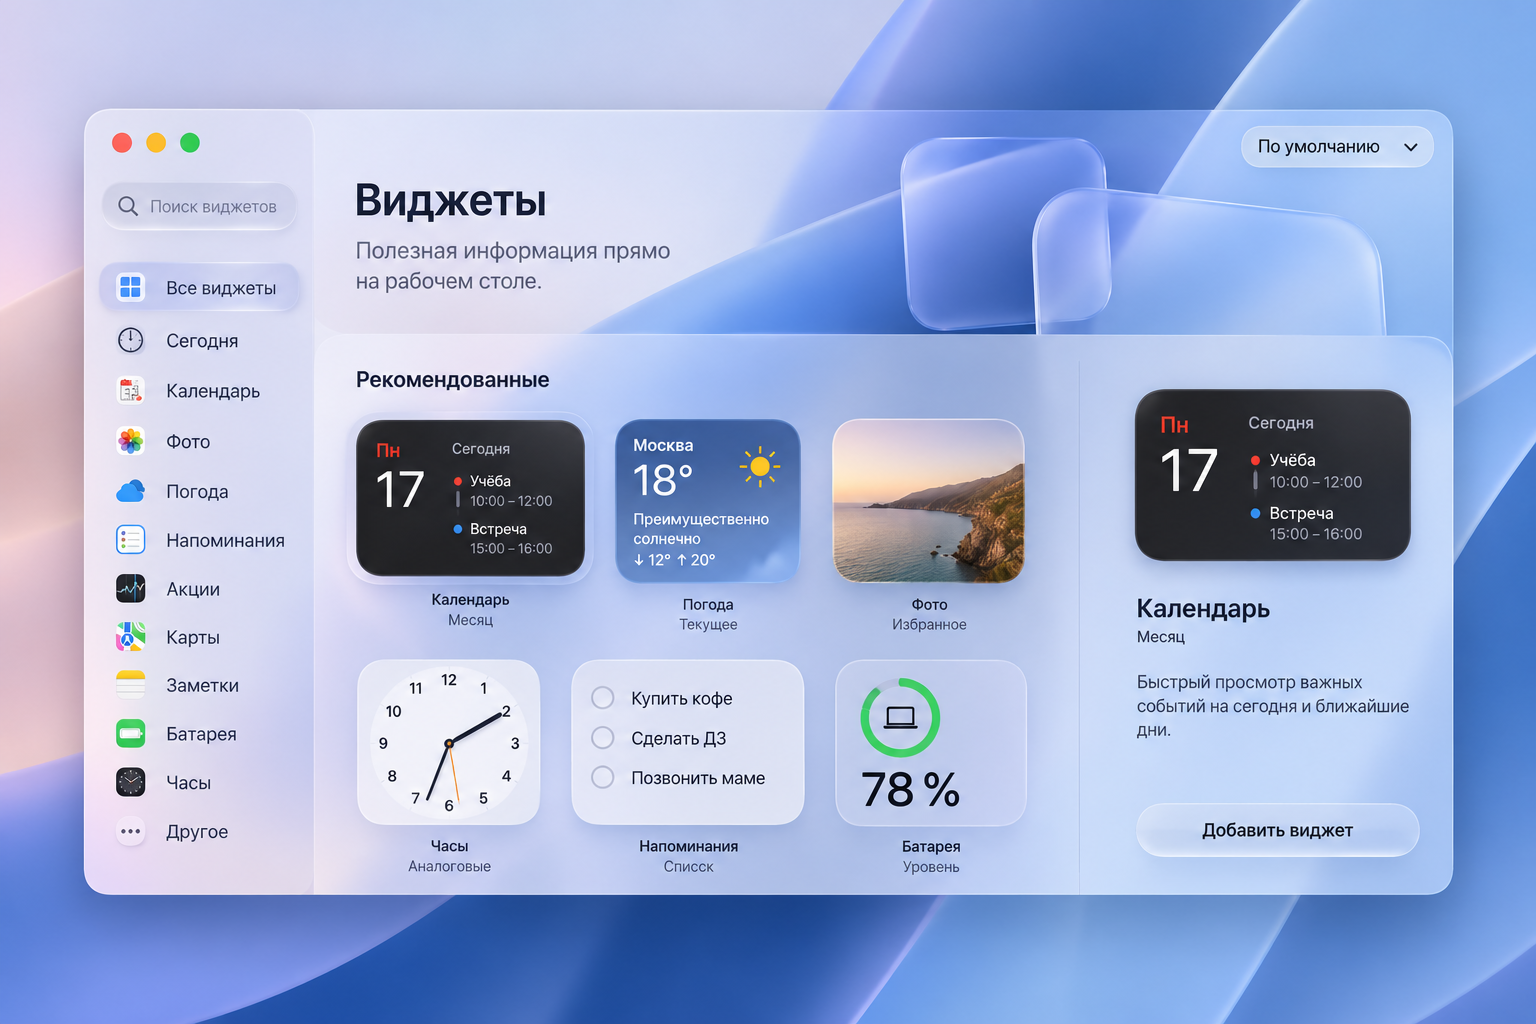 По умолчанию
Поиск виджетов
Все виджеты
Сегодня
Календарь
Фото
Погода
Напоминания
Акции
Карты
Заметки
Батарея
Часы
Другое
Виджеты
Полезная информация прямо
на рабочем столе.
Рекомендованные
Пн
17
Сегодня
Учёба
10:00 – 12:00
Встреча
15:00 – 16:00
Календарь
Месяц
Москва
18°
Преимущественно
солнечно
↓ 12° ↑ 20°
Погода
Текущее
Фото
Избранное
12
1
2
3
4
5
6
7
8
9
10
11
Часы
Аналоговые
Купить кофе
Сделать ДЗ
Позвонить маме
Напоминания
Списск
78 %
Батарея
Уровень
Пн
17
Сегодня
Учёба
10:00 – 12:00
Встреча
15:00 – 16:00
Календарь
Месяц
Быстрый просмотр важных
событий на сегодня и ближайшие
дни.
Добавить виджет